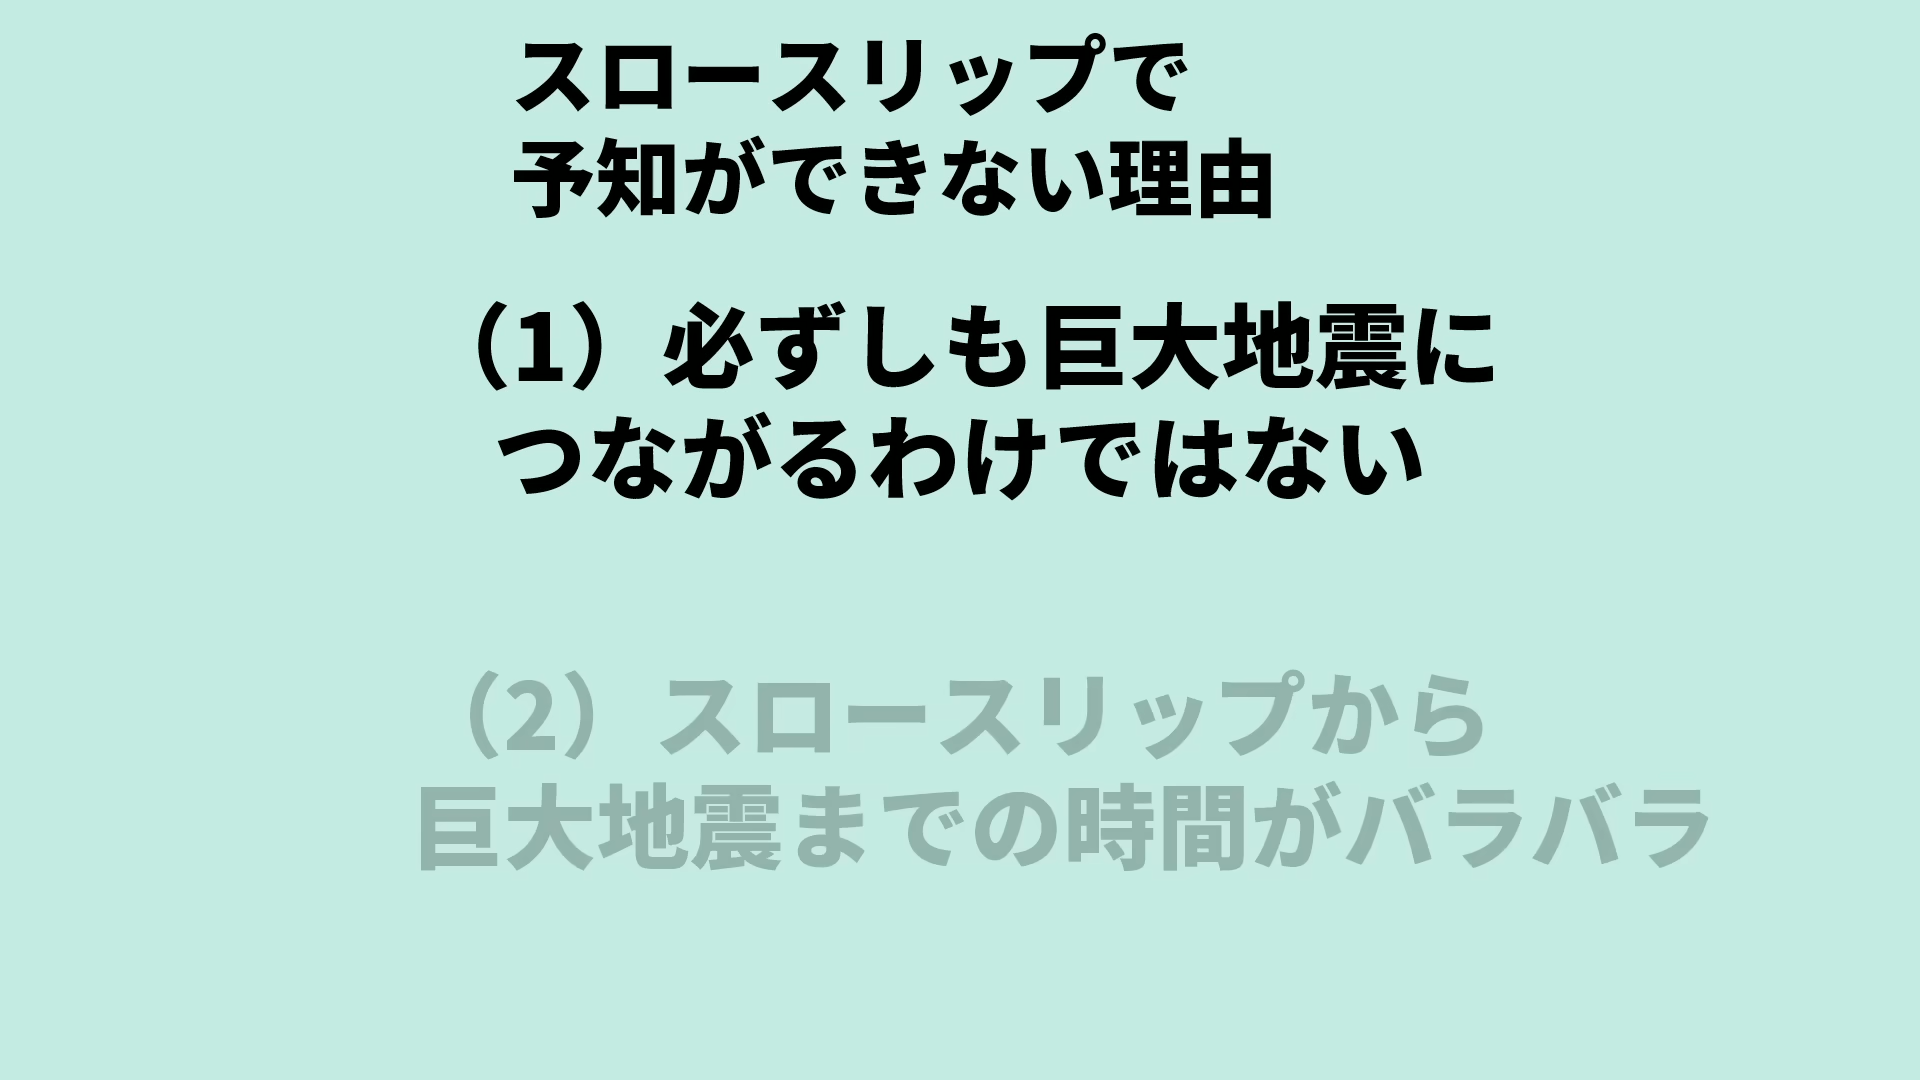 スロースリップで
予知ができない理由
（1）必ずしも巨大地震に
つながるわけではない
（2）スロースリップから
巨大地震までの時間がバラバラ